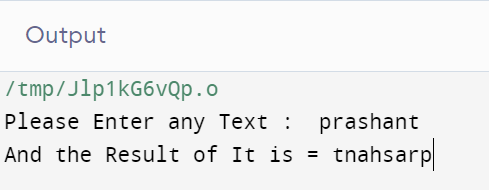 Output
/tmp/Jlp1kG6vQp.o
Please Enter any Text :  prashant
And the Result of It is = tnahsarp